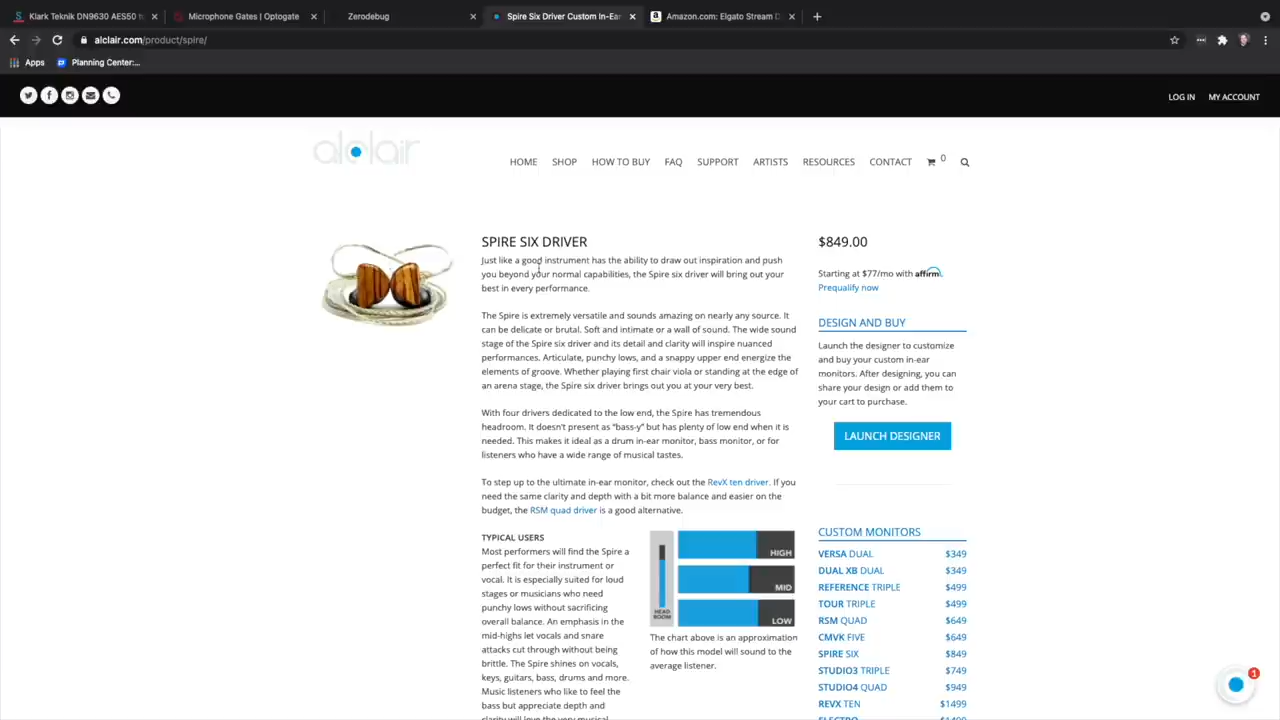 Klark Teknik DN9630 AES50 to
Microphone Gates | Optogate
Zerodebug
Spire Six Driver Custom In-Ear
Amazon.com: Elgato Stream D
alclair.com/product/spire/
Apps
Planning Center:...
LOG IN
MY ACCOUNT
alclair
HOME
SHOP
HOW TO BUY
FAQ
SUPPORT
ARTISTS
RESOURCES
CONTACT
0
SPIRE SIX DRIVER
Just like a good instrument has the ability to draw out inspiration and push
you beyond your normal capabilities, the Spire six driver will bring out your
best in every performance.
The Spire is extremely versatile and sounds amazing on nearly any source. It
can be delicate or brutal. Soft and intimate or a wall of sound. The wide sound
stage of the Spire six driver and its detail and clarity will inspire nuanced
performances. Articulate, punchy lows, and a snappy upper end energize the
elements of groove. Whether playing first chair viola or standing at the edge of
an arena stage, the Spire six driver brings out you at your very best.
With four drivers dedicated to the low end, the Spire has tremendous
headroom. It doesn't present as "bass-y" but has plenty of low end when it is
needed. This makes it ideal as a drum in-ear monitor, bass monitor, or for
listeners who have a wide range of musical tastes.
To step up to the ultimate in-ear monitor, check out the RevX ten driver. If you
need the same clarity and depth with a bit more balance and easier on the
budget, the RSM quad driver is a good alternative.
TYPICAL USERS
Most performers will find the Spire a
perfect fit for their instrument or
vocal. It is especially suited for loud
stages or musicians who need
punchy lows without sacrificing
overall balance. An emphasis in the
mid-highs let vocals and snare
attacks cut through without being
brittle. The Spire shines on vocals,
keys, guitars, bass, drums and more.
Music listeners who like to feel the
bass but appreciate depth and
clarity will love the very musical
HEAD
ROOM
HIGH
MID
LOW
The chart above is an approximation
of how this model will sound to the
average listener.
$849.00
Starting at $77/mo with affirm.
Prequalify now
DESIGN AND BUY
Launch the designer to customize
and buy your custom in-ear
monitors. After designing, you can
share your design or add them to
your cart to purchase.
LAUNCH DESIGNER
CUSTOM MONITORS
VERSA DUAL $349
DUAL XB DUAL $349
REFERENCE TRIPLE $499
TOUR TRIPLE $499
RSM QUAD $649
CMVK FIVE $649
SPIRE SIX $849
STUDIO3 TRIPLE $749
STUDIO4 QUAD $949
REVX TEN $1499
ELECTRO $1499
1